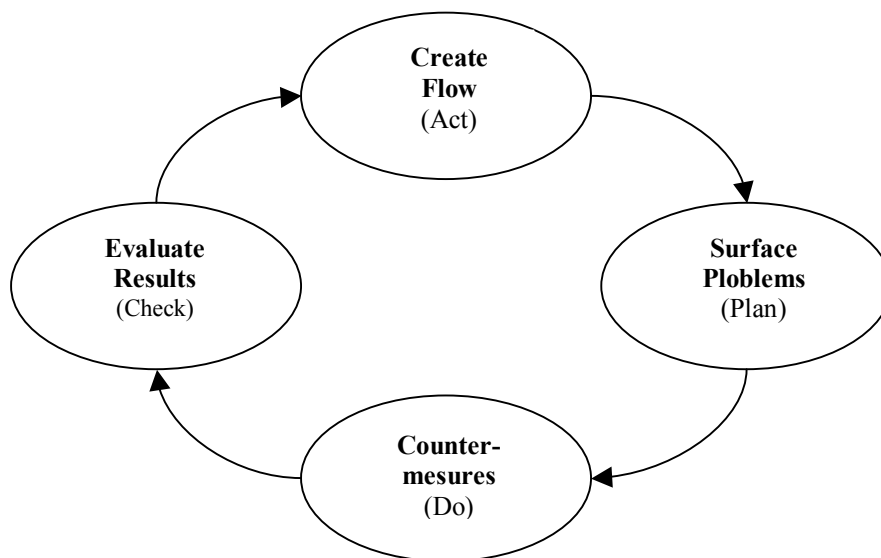 Create
Flow
(Act)
Evaluate
Results
(Check)
Surface
Ploblems
(Plan)
Counter-
mesures
(Do)